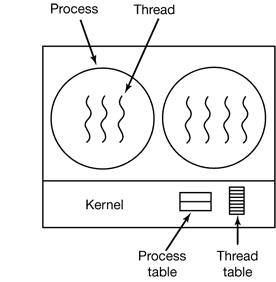 Process
Thread
Kernel
Process
table
Thread
table